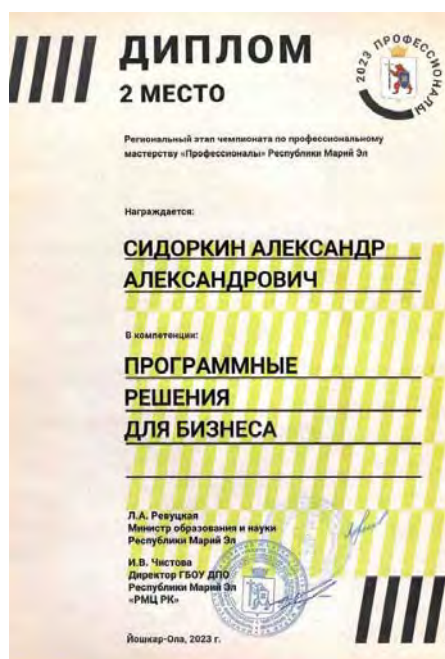 ДИПЛОМ
2 МЕСТО
2023 ПРОФЕССИОНАЛЫ
Региональный этап чемпионата по профессиональному
мастерству «Профессионалы» Республики Марий Эл
Награждается:
СИДОРКИН АЛЕКСАНДР
АЛЕКСАНДРОВИЧ
В компетенции:
ПРОГРАММНЫЕ
РЕШЕНИЯ
ДЛЯ БИЗНЕСА
Л.А. Ревуцкая
Министр образования и науки
Республики Марий Эл
И.В. Чистова
Директор ГБОУ ДПО
Республики Марий Эл
«РМЦ РК»
Йошкар-Ола, 2023 г.